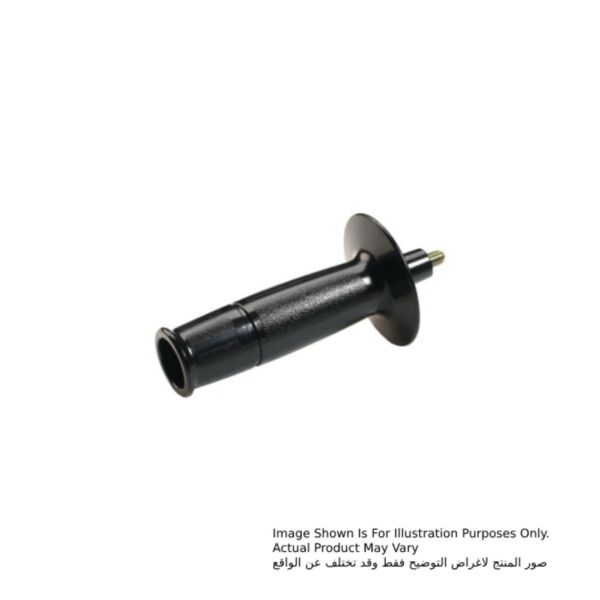 Image Shown Is For Illustration Purposes Only.
Actual Product May Vary
صور المنتج لاغراض التوضيح فقط وقد تختلف عن الواقع